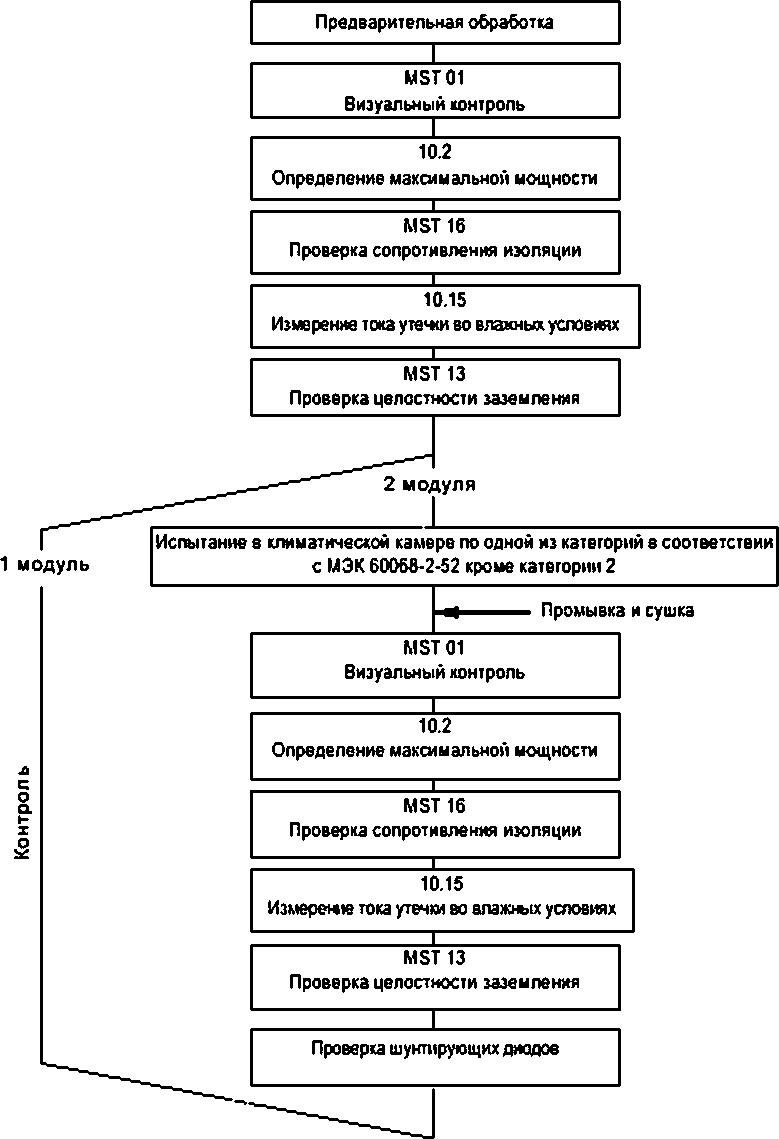 Предварительная обработка
MST 01
Визуальный контроль
10.2
Определение максимальной мощности
MST 16
Проверка сопротивления изоляции
10.15
Измерение тока утечки во влажных условиях
MST 13
Проверка целостности заземления
2 модуля
1 модуль
Испытание в климатической камере по одной из категорий в соответствии
с МЭК 60068-2-52 кроме категории 2
Промывка и сушка
MST 01
Визуальный контроль
10.2
Определение максимальной мощности
MST 16
Проверка сопротивления изоляции
Контроль
10.15
Измерение тока утечки во влажных условиях
MST 13
Проверка целостности заземления
Проверка шунтирующих диодов